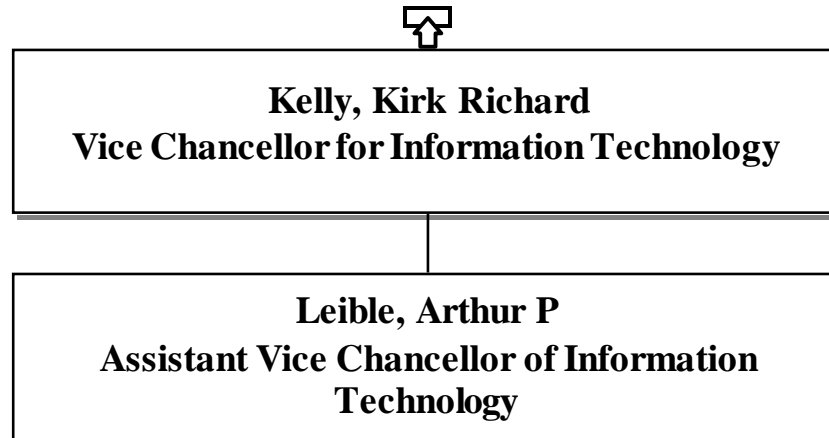 Kelly, Kirk Richard
Vice Chancellor for Information Technology
Leible, Arthur P
Assistant Vice Chancellor of Information
Technology